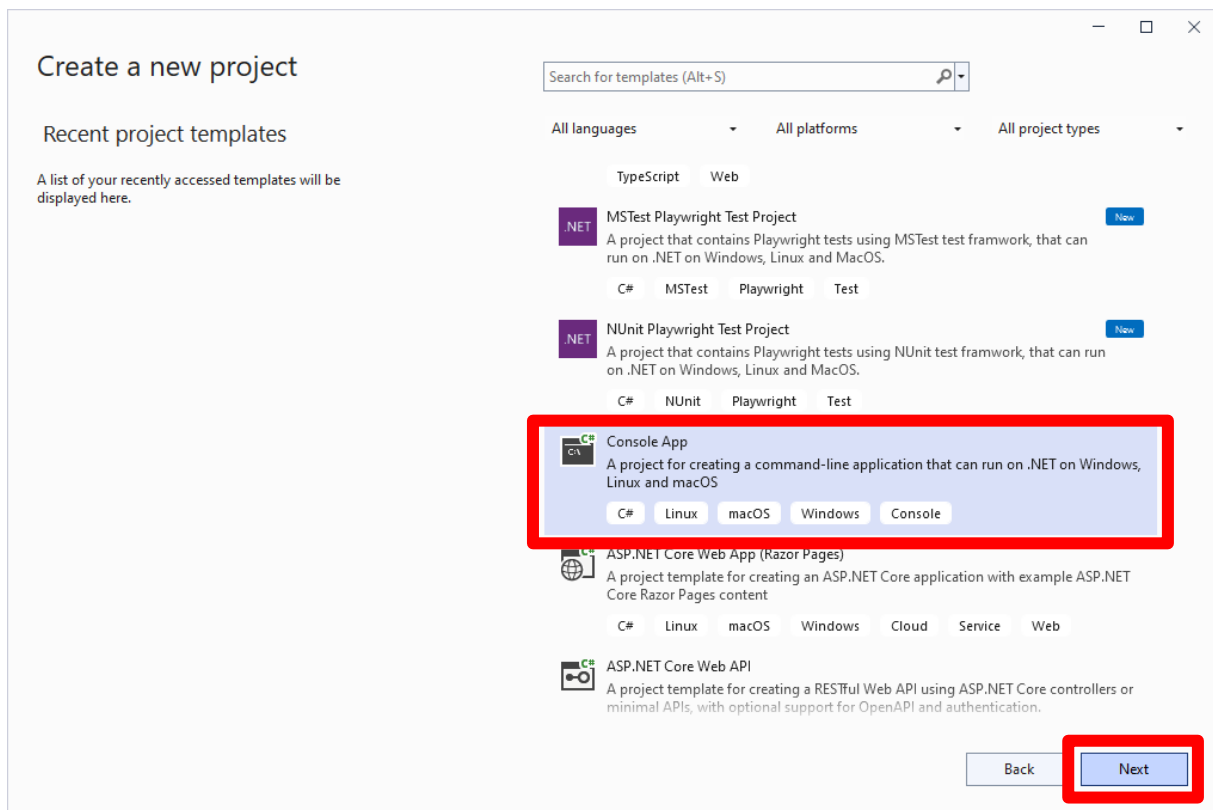 Create a new project
Search for templates (Alt+S)
Recent project templates
All languages
All platforms
All project types
A list of your recently accessed templates will be
displayed here.
TypeScript Web
.NET
MSTest Playwright Test Project
New
A project that contains Playwright tests using MSTest test framwork, that can
run on .NET on Windows, Linux and MacOS.
C# MSTest Playwright Test
.NET
NUnit Playwright Test Project
New
A project that contains Playwright tests using NUnit test framwork, that can run
on .NET on Windows, Linux and MacOS.
C# NUnit Playwright Test
C#
C:\
Console App
A project for creating a command-line application that can run on .NET on Windows,
Linux and macOS
C# Linux macOS Windows Console
C#
ASP.NET Core Web App (Razor Pages)
A project template for creating an ASP.NET Core application with example ASP.NET
Core Razor Pages content
C# Linux macOS Windows Cloud Service Web
C#
ASP.NET Core Web API
A project template for creating a RESTful Web API using ASP.NET Core controllers or
minimal APIs, with optional support for OpenAPI and authentication.
Back
Next